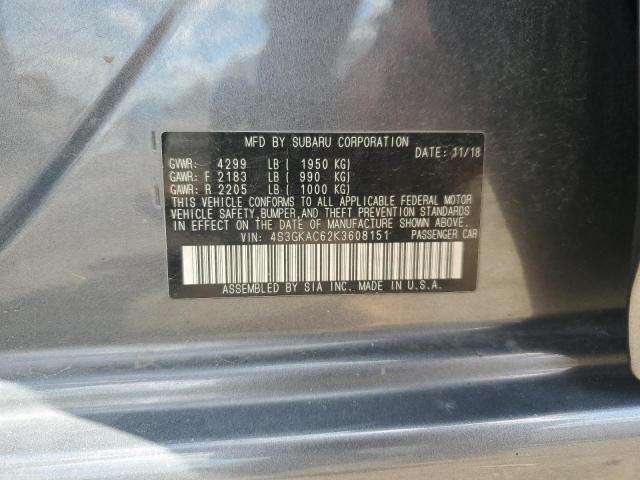 MFD BY SUBARU CORPORATION
DATE: 11/18
GVWR: 4299 LB ( 1950 KG)
GAWR: F 2183 LB ( 990 KG)
GAWR: R 2205 LB ( 1000 KG)
THIS VEHICLE CONFORMS TO ALL APPLICABLE FEDERAL MOTOR
VEHICLE SAFETY, BUMPER, AND THEFT PREVENTION STANDARDS
IN EFFECT ON THE DATE OF MANUFACTURE SHOWN ABOVE.
VIN: 4S3GKAC62K3608151 PASSENGER CAR
ASSEMBLED BY SIA INC. MADE IN U.S.A.